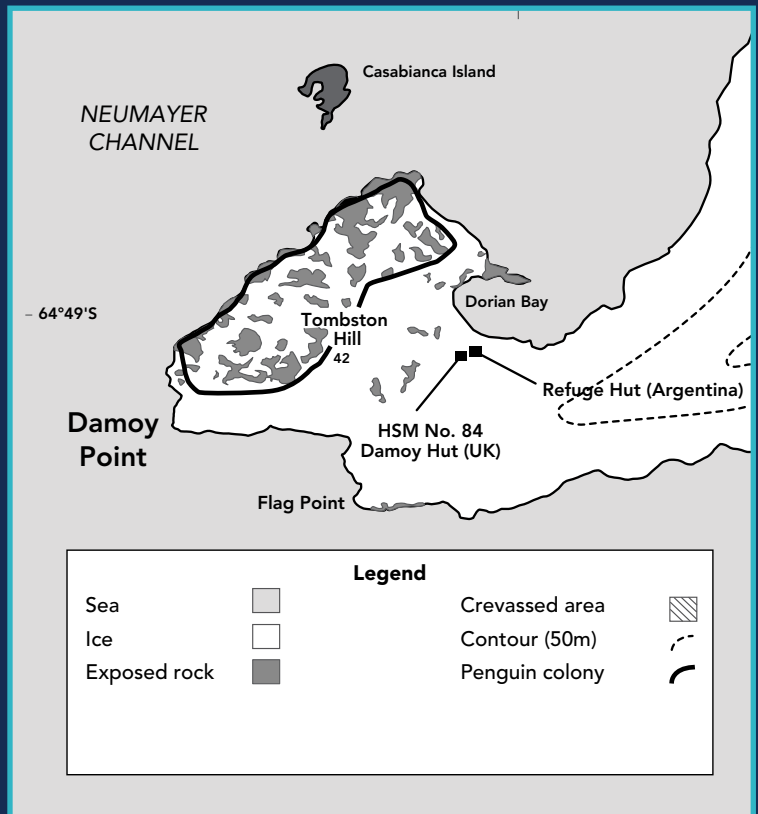 Casabianca Island
NEUMAYER
CHANNEL
64°49'S
Dorian Bay
Tombston
Hill
42
Refuge Hut (Argentina)
Damoy
Point
HSM No. 84
Damoy Hut (UK)
Flag Point
Legend
Sea
Ice
Exposed rock
Crevassed area
Contour (50m)
Penguin colony